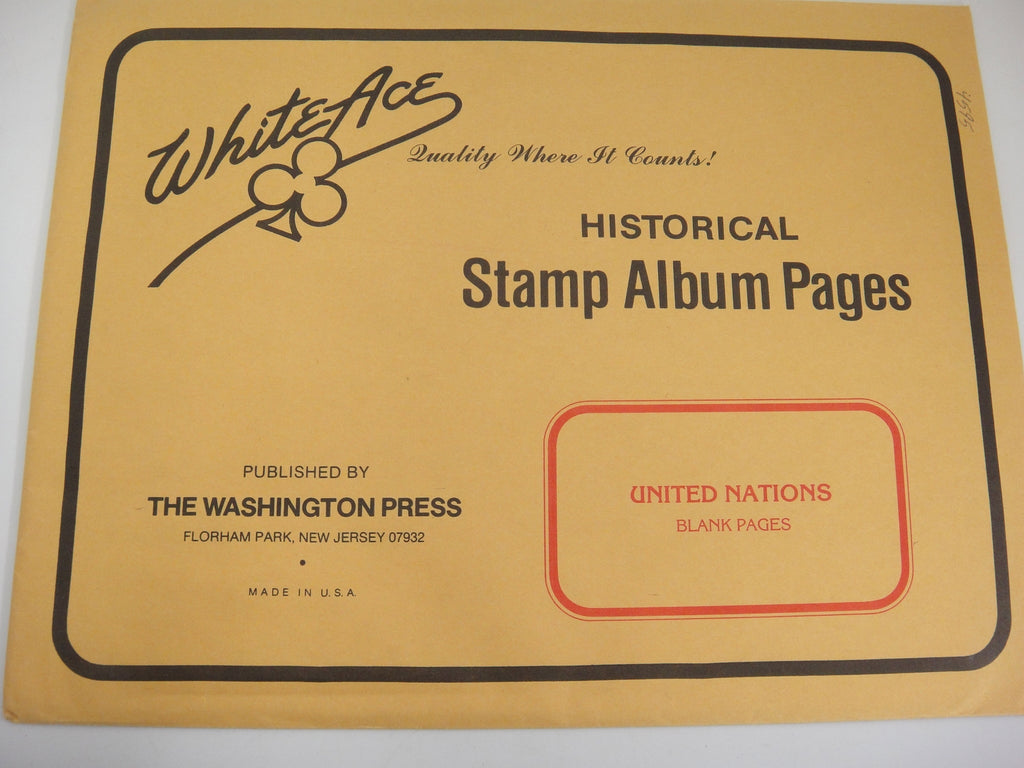 White Ace
Quality Where It Counts!
HISTORICAL
Stamp Album Pages
PUBLISHED BY
THE WASHINGTON PRESS
FLORHAM PARK, NEW JERSEY 07932
•
MADE IN U.S.A.
UNITED NATIONS
BLANK PAGES